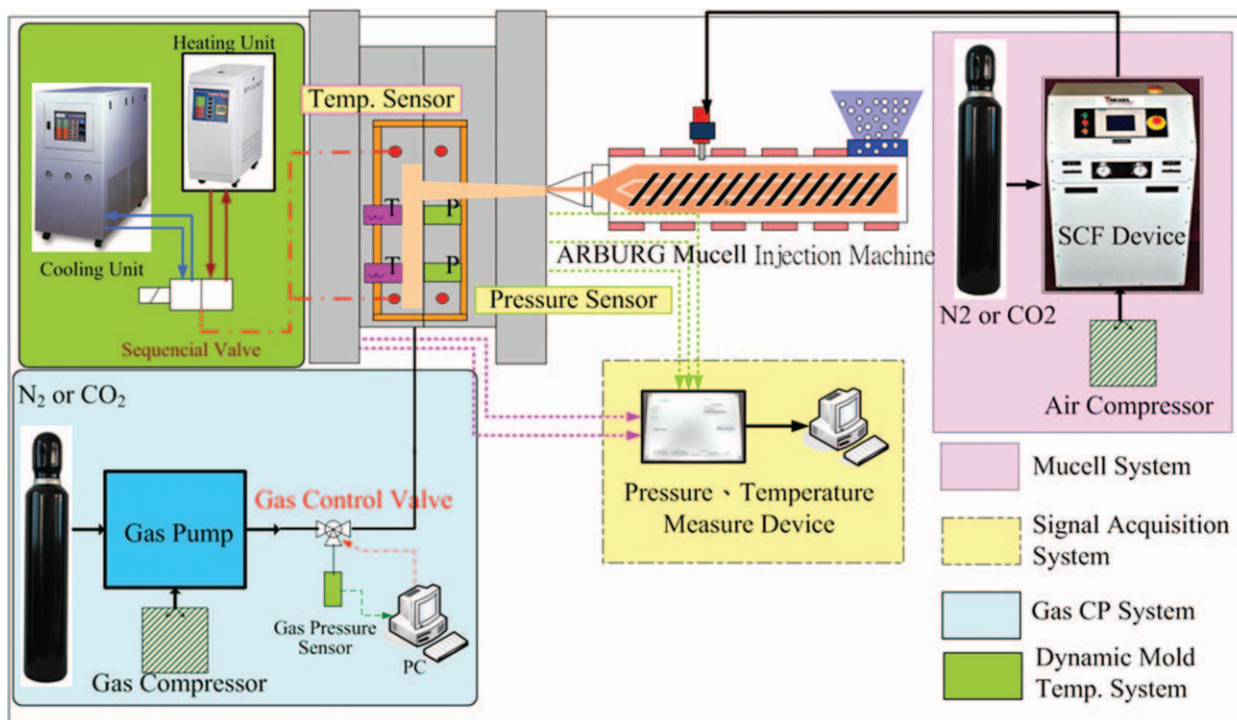 Heating Unit
Cooling Unit
Sequencial Valve
Temp. Sensor
T
P
T
P
Pressure Sensor
ARBURG Mucell Injection Machine
SCF Device
N2 or CO2
Air Compressor
N₂ or CO₂
Gas Pump
Gas Control Valve
Gas Pressure
Sensor
PC
Gas Compressor
Pressure、Temperature
Measure Device
Mucell System
Signal Acquisition
System
Gas CP System
Dynamic Mold
Temp. System